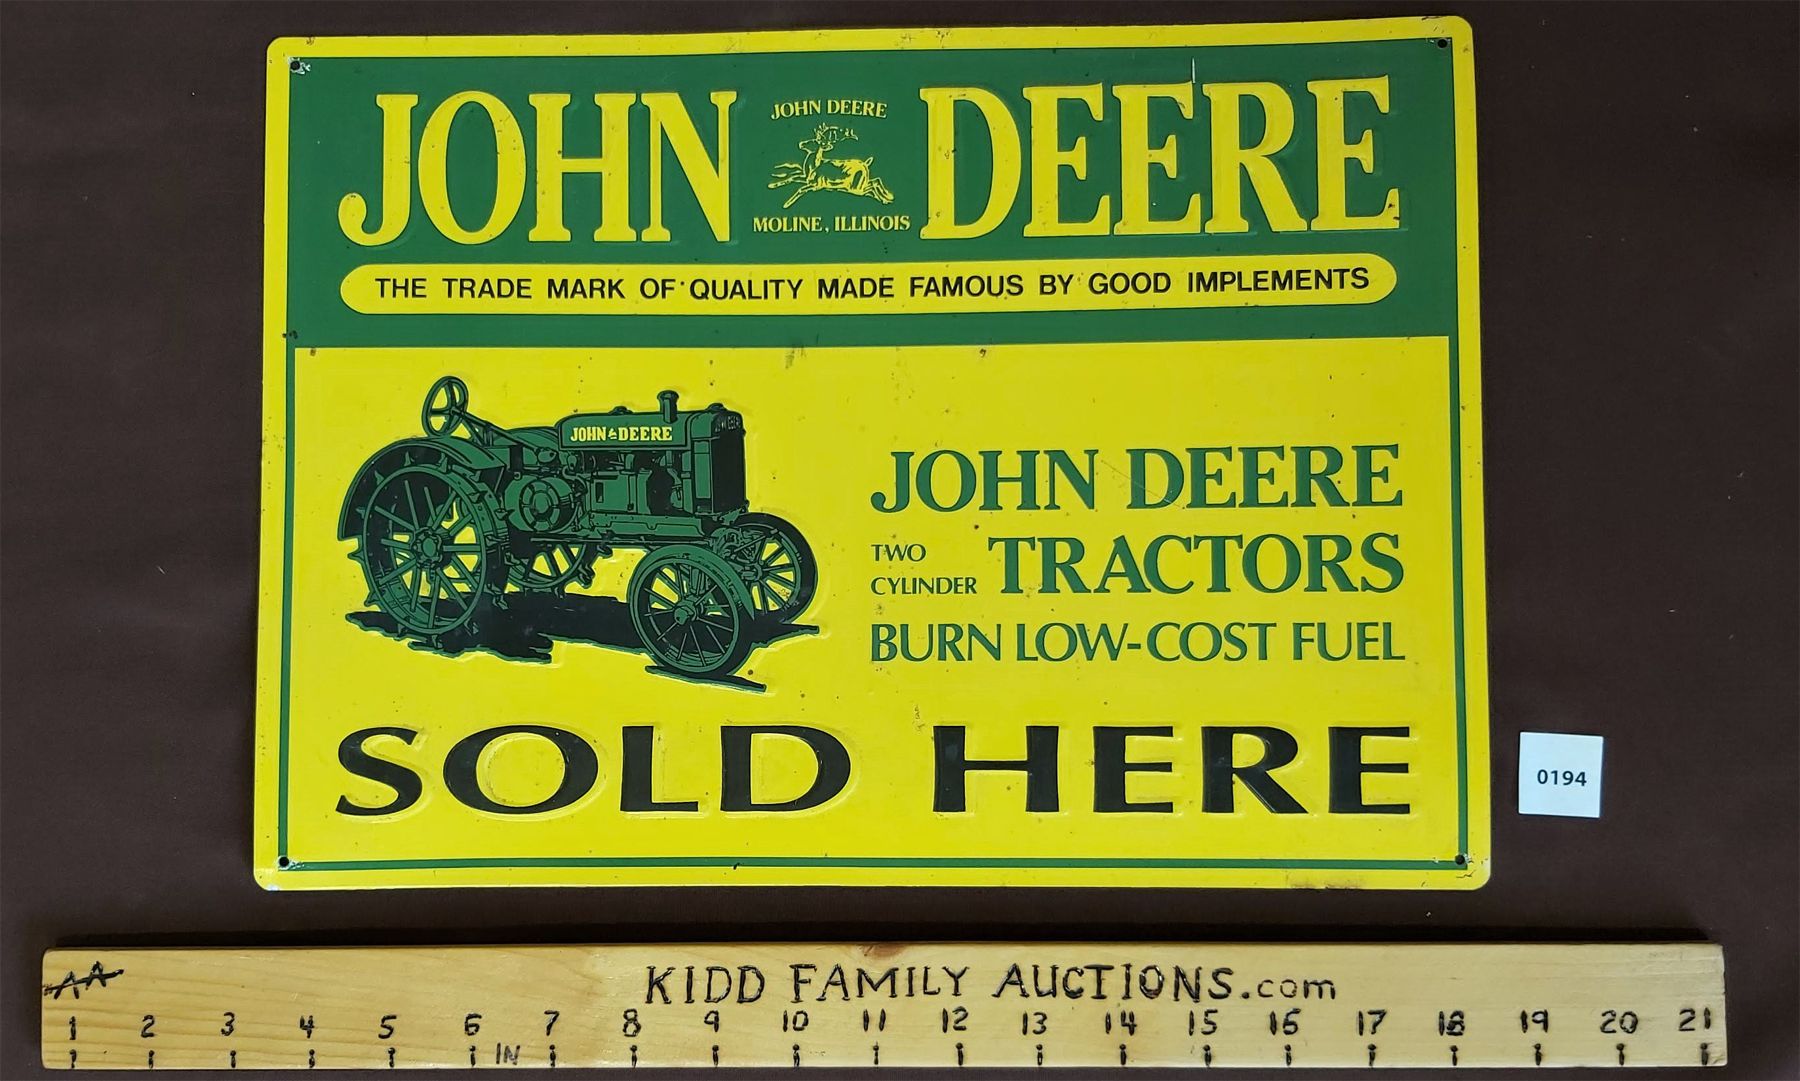 JOHN DEERE
JOHN DEERE
MOLINE, ILLINOIS
THE TRADE MARK OF QUALITY MADE FAMOUS BY GOOD IMPLEMENTS
JOHN DEERE
JOHN DEERE
TWO CYLINDER TRACTORS
BURN LOW-COST FUEL
SOLD HERE
0194
AA KIDD FAMILY AUCTIONS.com
1 2 3 4 5 6 7 8 9 10 11 12 13 14 15 16 17 18 19 20 21
IN